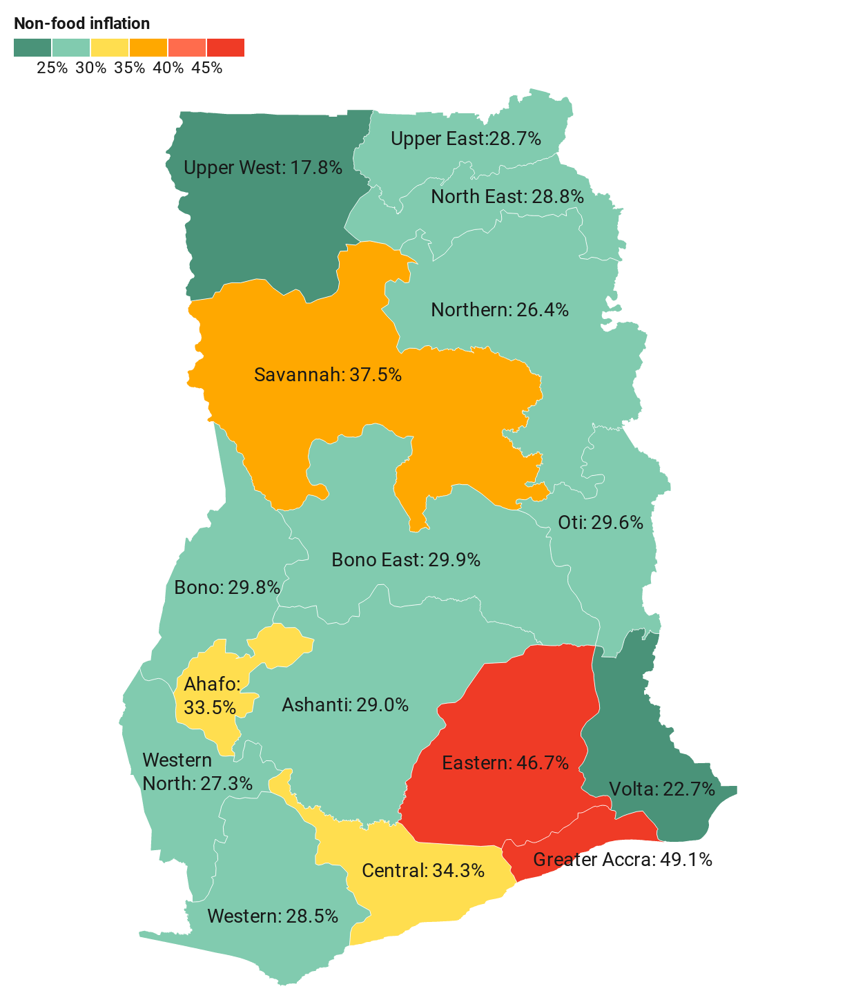 Non-food inflation
25% 30% 35% 40% 45%
Upper East:28.7%
Upper West: 17.8%
North East: 28.8%
Northern: 26.4%
Savannah: 37.5%
Oti: 29.6%
Bono East: 29.9%
Bono: 29.8%
Ahafo:
33.5%
Ashanti: 29.0%
Western
North: 27.3%
Eastern: 46.7%
Volta: 22.7%
Greater Accra: 49.1%
Central: 34.3%
Western: 28.5%